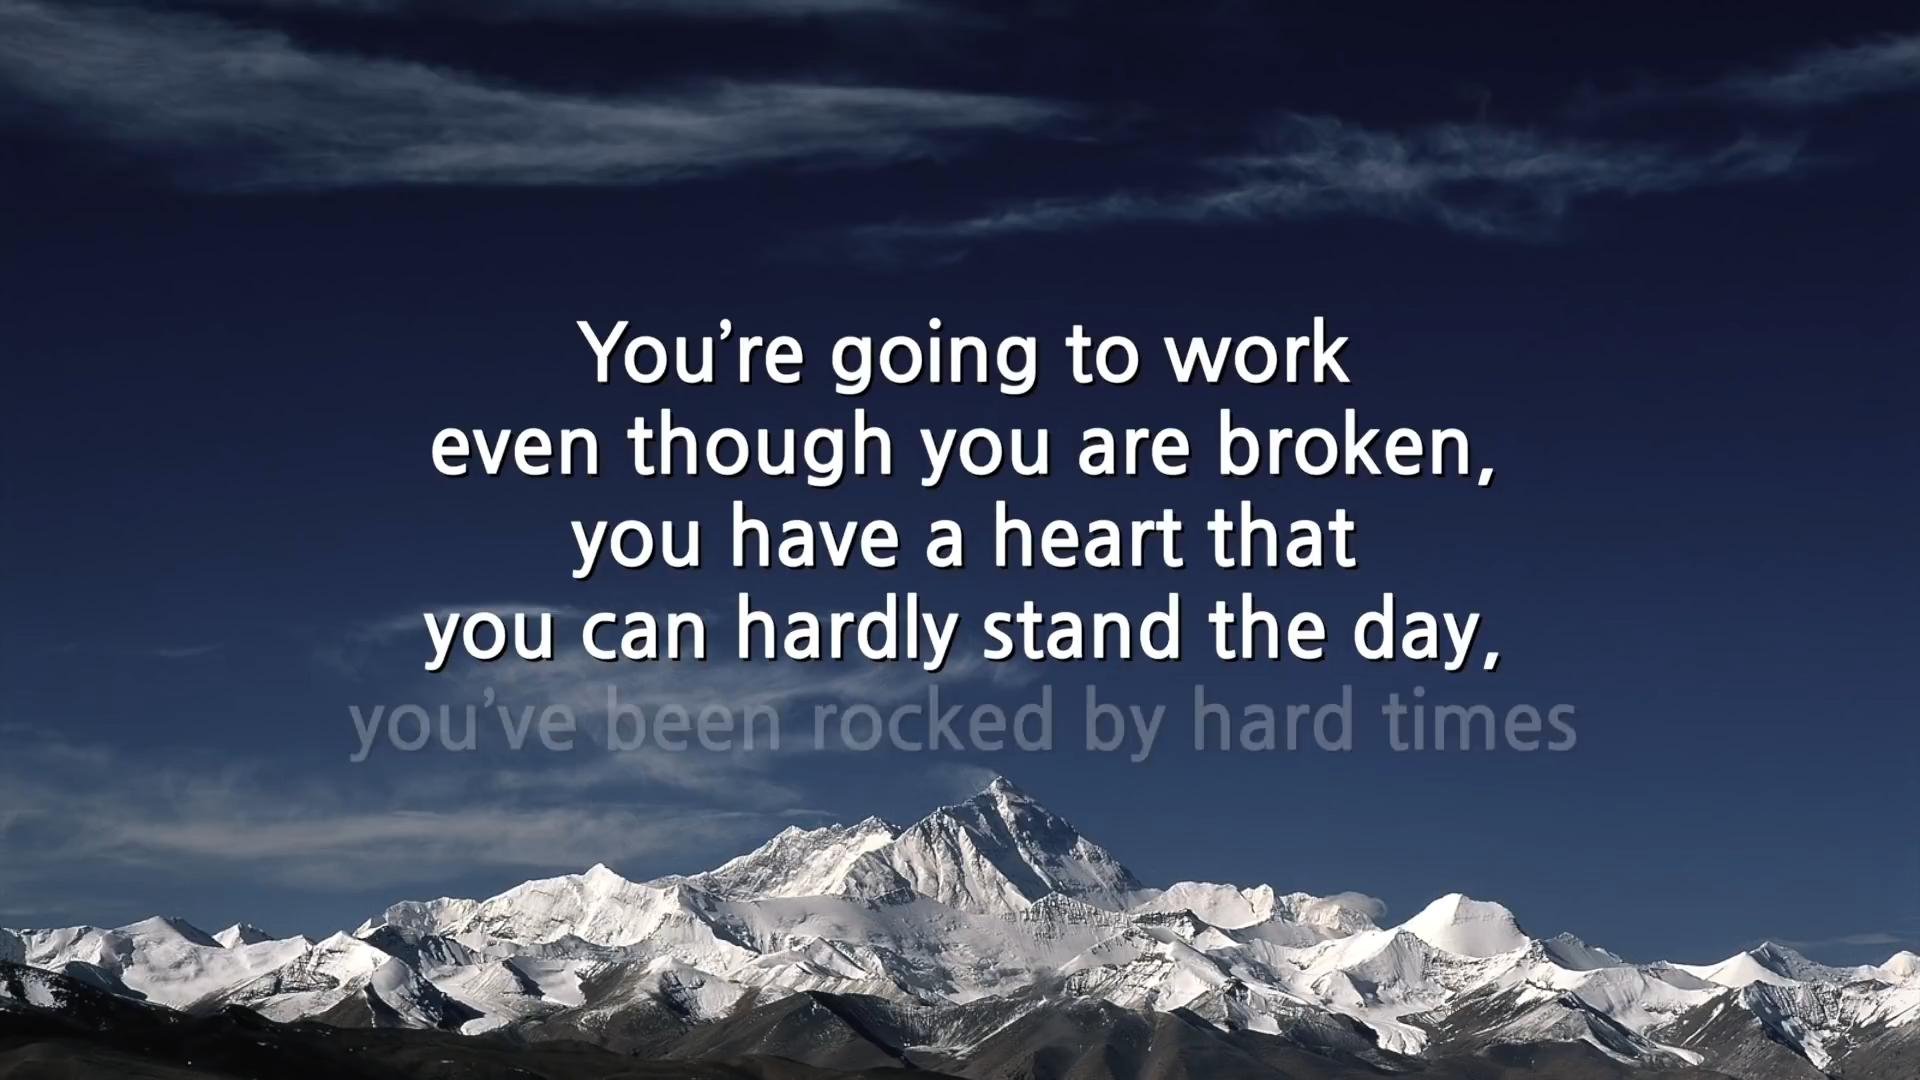 You’re going to work
even though you are broken,
you have a heart that
you can hardly stand the day,
you’ve been rocked by hard times